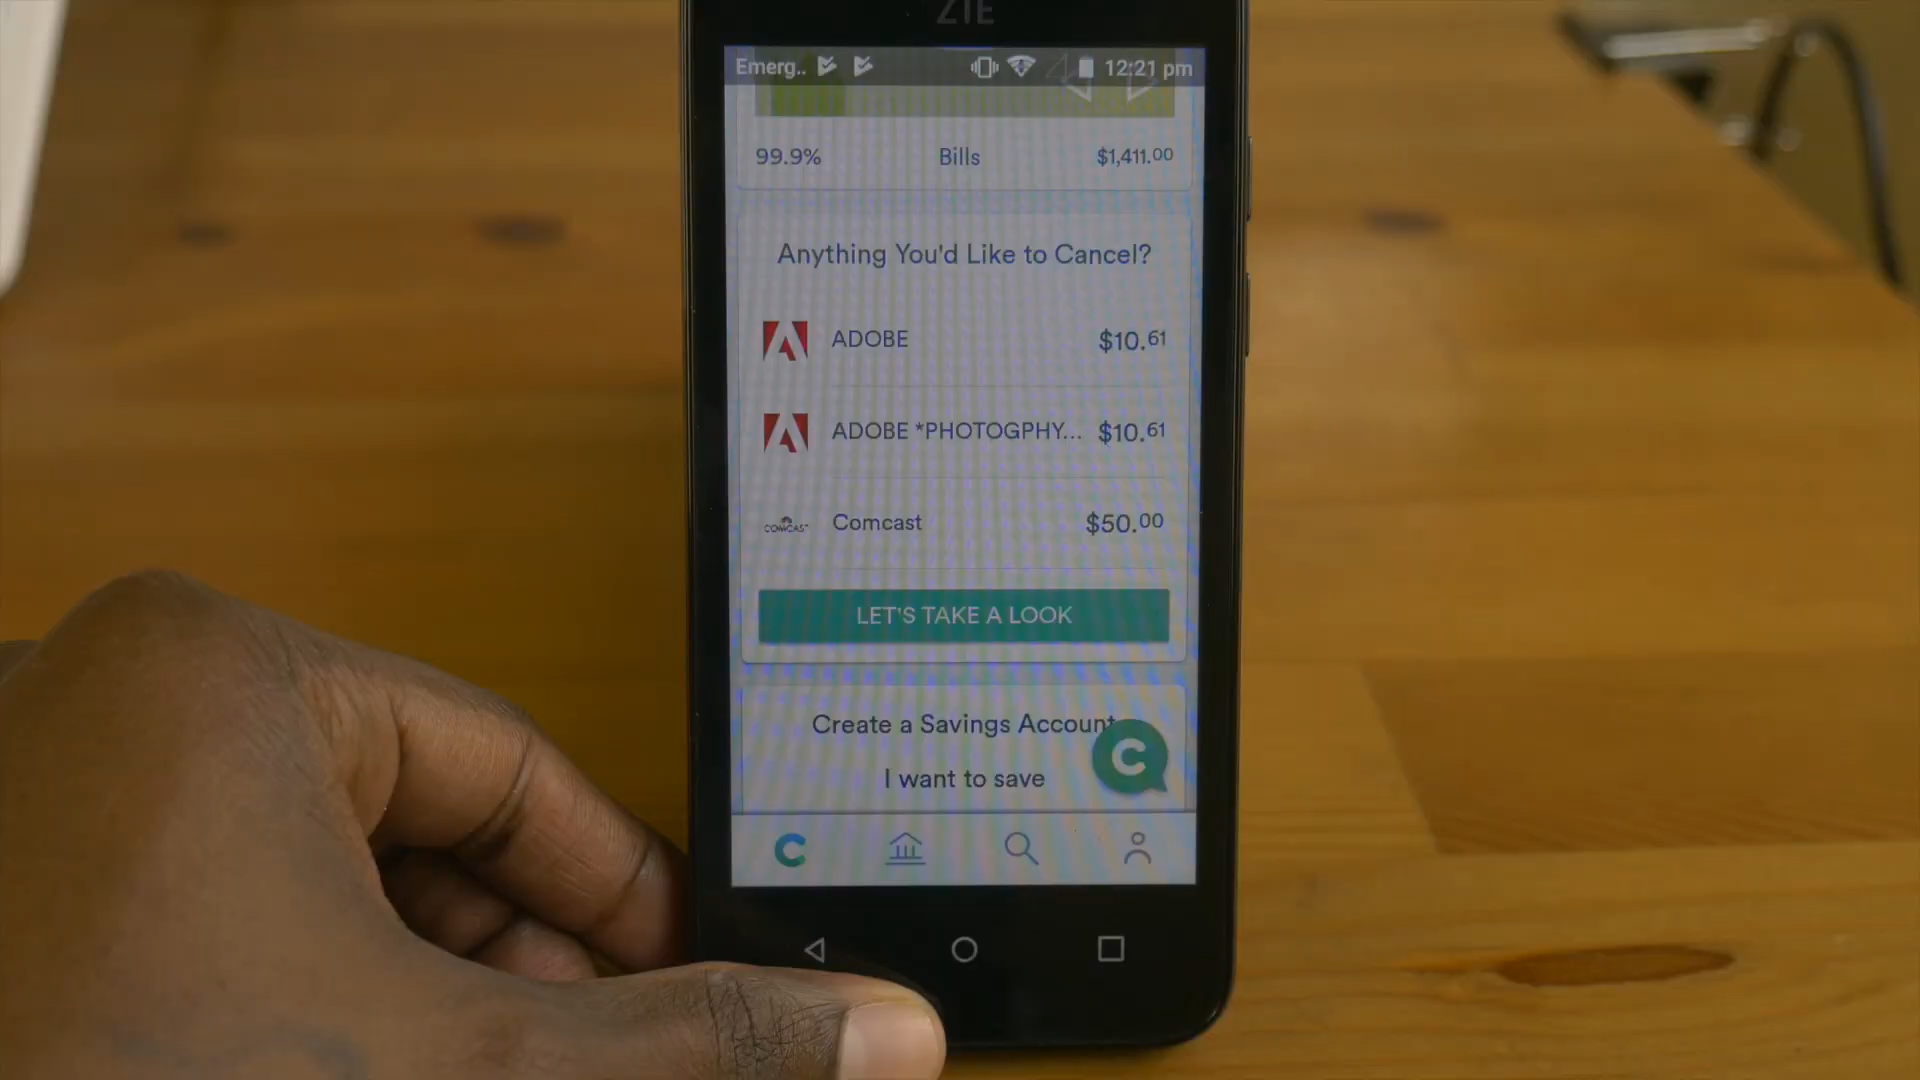 ZTE
Emerg.. 12:21 pm
99.9% Bills $1,411.00
Anything You'd Like to Cancel?
ADOBE $10.61
ADOBE *PHOTOGPHY... $10.61
COMCAST Comcast $50.00
LET'S TAKE A LOOK
Create a Savings Account
I want to save